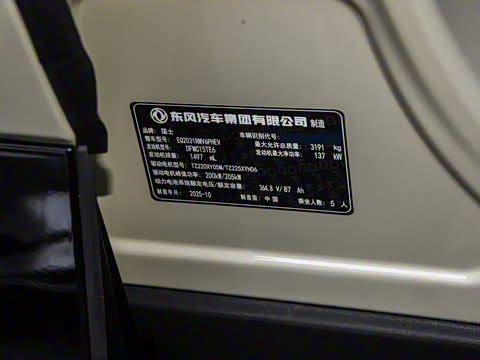 东风汽车集团有限公司 制造
品牌: 猛士 车辆识别代号:
整车型号: EQ2031RMV6PHEV 最大允许总质量: 3191 kg
发动机型号: DFMC15TE6 发动机最大净功率: 137 kW
发动机排量: 1497 mL
驱动电机型号: TZ220XY05M/TZ225XYH06
驱动电机峰值功率: 200kW/205kW
动力电池系统额定电压/额定容量: 364.8 V/87 Ah
制造年月: 2025-10 制造国: 中国 乘坐人数: 5 人